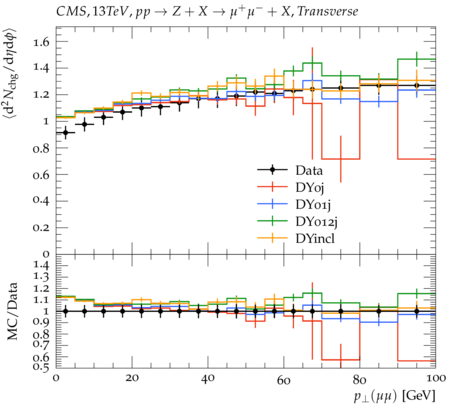 CMS, 13TeV, pp → Z + X → μ⁺μ⁻ + X, Transverse
⟨d²N_chg/dηdϕ⟩
1.6
1.4
1.2
1
0.8
0.6
0.4
0.2
0
Data
DY0j
DY01j
DY012j
DYincl
MC/Data
1.4
1.3
1.2
1.1
1
0.9
0.8
0.7
0.6
0.5
0 20 40 60 80 100
p⊥(μμ) [GeV]